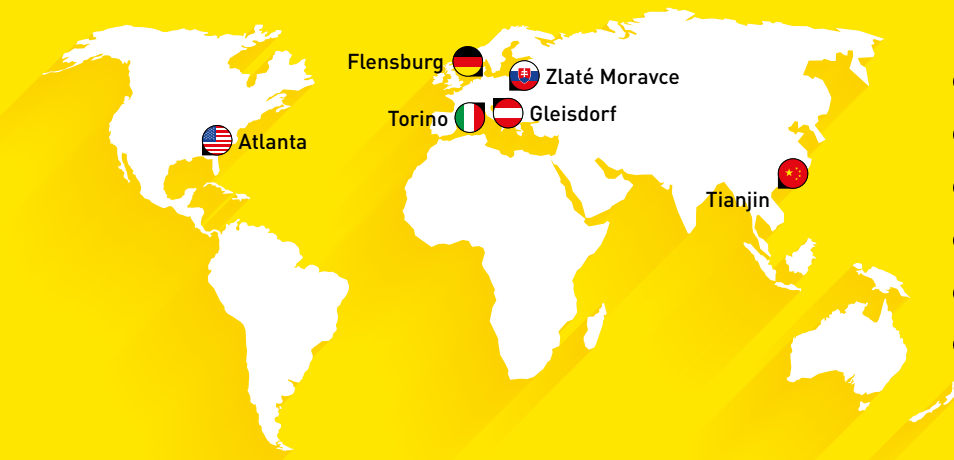 Flensburg
Zlaté Moravce
Torino
Gleisdorf
Atlanta
Tianjin